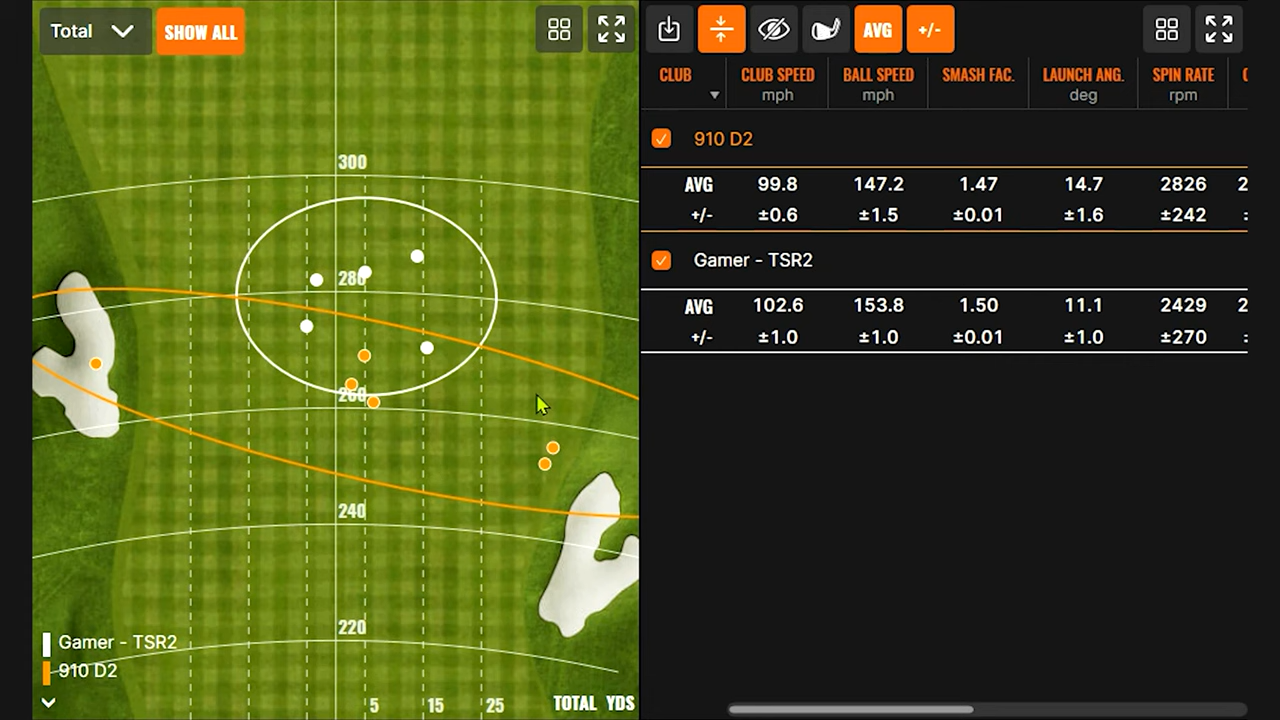 Total
SHOW ALL
AVG
+/-
CLUB
CLUB SPEED
BALL SPEED
SMASH FAC.
LAUNCH ANG.
SPIN RATE
mph
mph
deg
rpm
910 D2
AVG 99.8 147.2 1.47 14.7 2826 2
+/- ±0.6 ±1.5 ±0.01 ±1.6 ±242
Gamer - TSR2
AVG 102.6 153.8 1.50 11.1 2429 2
+/- ±1.0 ±1.0 ±0.01 ±1.0 ±270
300
280
260
240
220
Gamer - TSR2
910 D2
5 15 25
TOTAL YDS